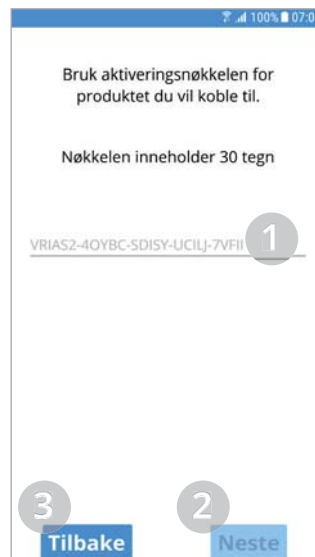 100% 07:0
Bruk aktiveringsnøkkelen for
produktet du vil koble til.
Nøkkelen inneholder 30 tegn
VRIAS2-4OYBC-SDISY-UCILJ-7VFII
1
3
2
Tilbake
Neste